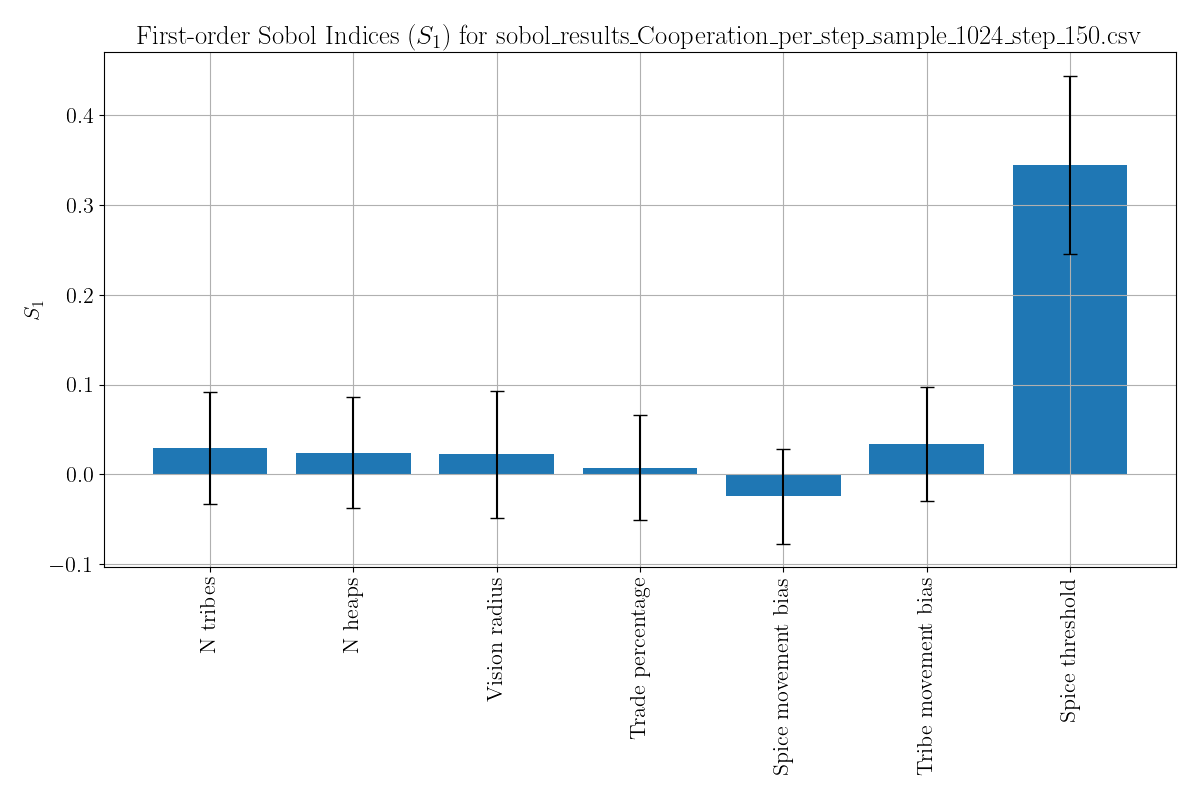 First-order Sobol Indices (S₁) for sobol_results_Cooperation_per_step_sample_1024_step_150.csv
0.4
0.3
0.2
0.1
0.0
−0.1
S₁
N tribes
N heaps
Vision radius
Trade percentage
Spice movement bias
Tribe movement bias
Spice threshold